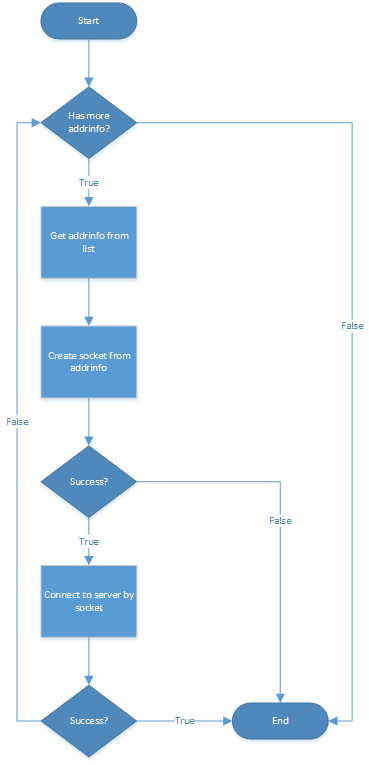 Start
Has more
addrinfo?
True
Get addrinfo from
list
False
Create socket from
addrinfo
False
Success?
False
True
Connect to server by
socket
Success?
True
End